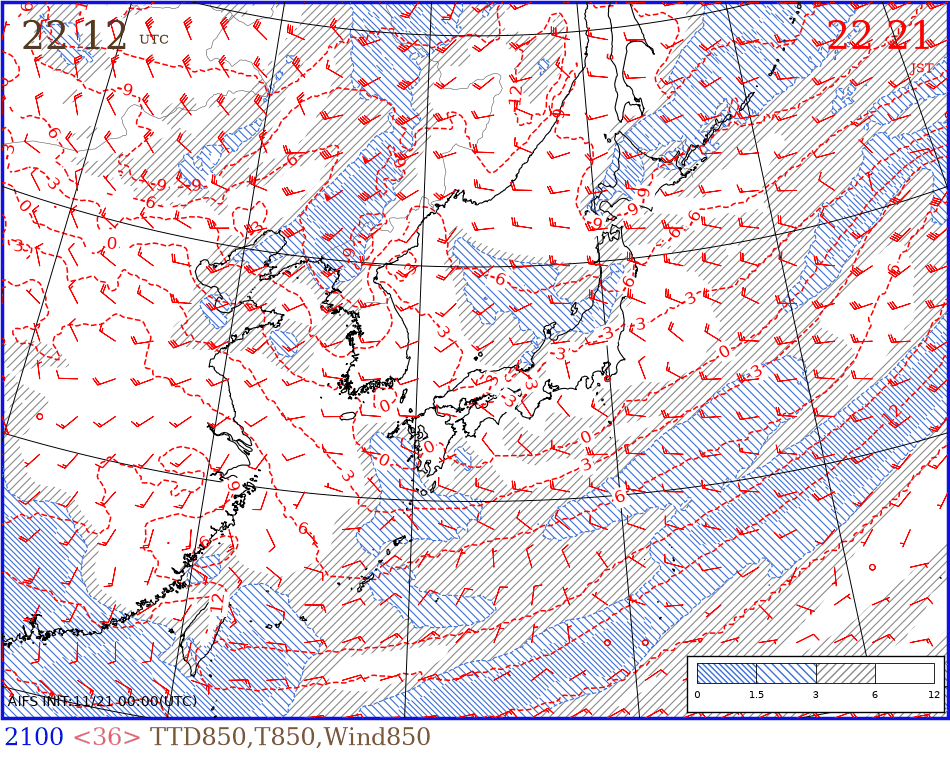 22 12 UTC
22 21
JST
AIFS INIT:11/21 00:00(UTC)
0 1.5 3 6 12
2100 <36> TTD850,T850,Wind850